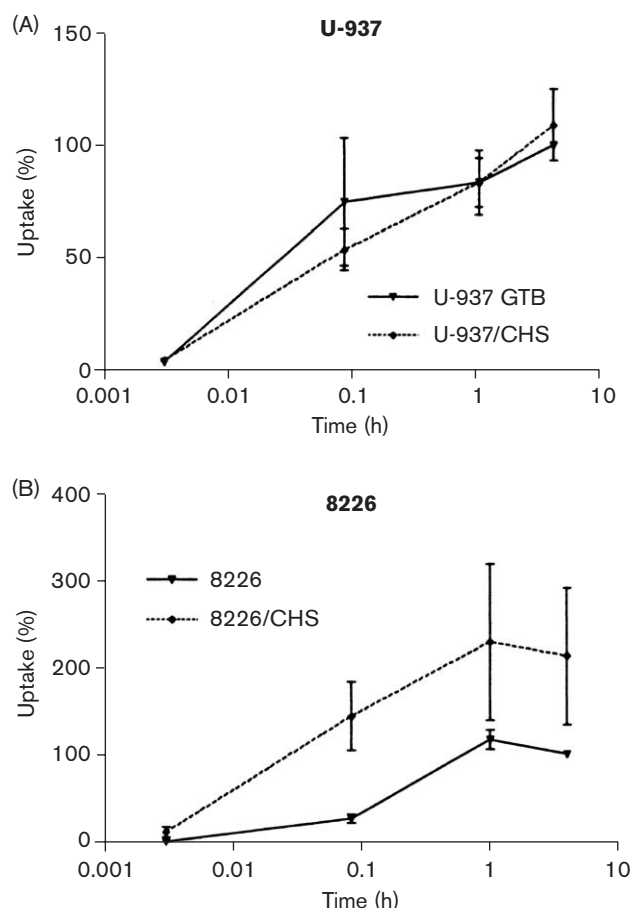 (A)
U-937
150
100
50
0
Uptake (%)
U-937 GTB
U-937/CHS
0.001 0.01 0.1 1 10
Time (h)
(B)
8226
400
300
200
100
0
Uptake (%)
8226
8226/CHS
0.001 0.01 0.1 1 10
Time (h)